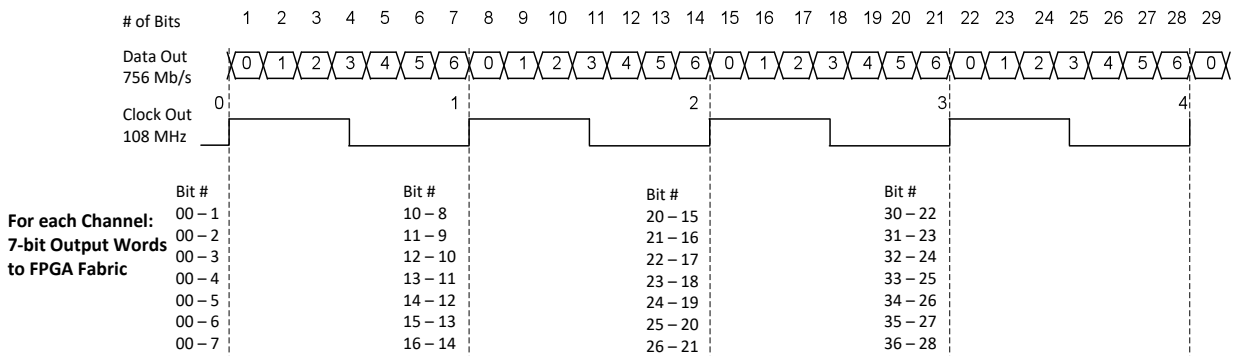 # of Bits 1 2 3 4 5 6 7 8 9 10 11 12 13 14 15 16 17 18 19 20 21 22 23 24 25 26 27 28 29
Data Out 0 1 2 3 4 5 6 0 1 2 3 4 5 6 0 1 2 3 4 5 6 0 1 2 3 4 5 6 0
756 Mb/s
0 1 2 3 4
Clock Out
108 MHz
Bit # Bit # Bit # Bit #
00 – 1 10 – 8 20 – 15 30 – 22
For each Channel: 00 – 2 11 – 9 21 – 16 31 – 23
7-bit Output Words 00 – 3 12 – 10 22 – 17 32 – 24
to FPGA Fabric 00 – 4 13 – 11 23 – 18 33 – 25
00 – 5 14 – 12 24 – 19 34 – 26
00 – 6 15 – 13 25 – 20 35 – 27
00 – 7 16 – 14 26 – 21 36 – 28